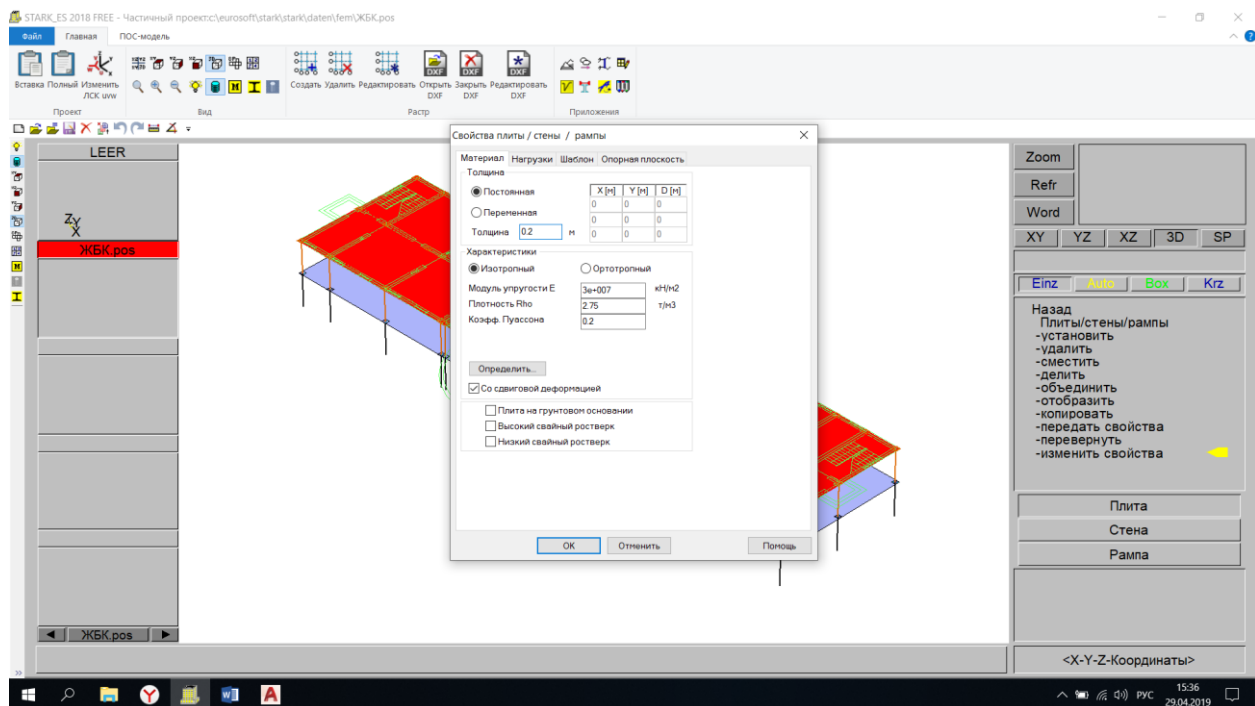 STARK_ES 2018 FREE - Частичный проект:c:\eurosoft\stark\stark\daten\fem\ЖБК.pos
Файл Главная ПОС-модель
Вставка Полный Изменить ЛСК uvw
Создать Удалить Редактировать Открыть DXF Закрыть DXF Редактировать DXF
Проект Вид Растр Приложения
LEER
Z Y
X
ЖБК.pos
ЖБК.pos
Свойства плиты / стены / рампы
Материал Нагрузки Шаблон Опорная плоскость
Толщина
Постоянная
Переменная
Толщина 0.2 м
X [м] Y [м] D [м]
0 0 0
0 0 0
0 0 0
Характеристики
Изотропный Ортотропный
Модуль упругости E 3e+007 кН/м2
Плотность Rho 2.75 т/м3
Коэфф. Пуассона 0.2
Определить...
Со сдвиговой деформацией
Плита на грунтовом основании
Высокий свайный ростверк
Низкий свайный ростверк
OK Отменить Помощь
Zoom
Refr
Word
XY YZ XZ 3D SP
Einz Auto Box Krz
Назад
Плиты/стены/рампы
-установить
-удалить
-сместить
-делить
-объединить
-отобразить
-копировать
-передать свойства
-перевернуть
-изменить свойства
Плита
Стена
Рампа
<X-Y-Z-Координаты>
РУС 15:36
29.04.2019